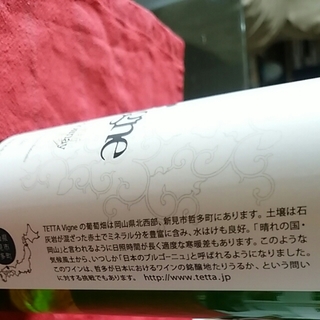 gne
TETTA Vigne の葡萄畑は岡山県北西部、新見市哲多町にあります。土壌は石
灰岩が混ざった赤土でミネラル分を豊富に含み、水はけも良好。「晴れの国・
岡山」と言われるように日照時間が長く適度な寒暖差もあります。このような
気候風土から、いつしか「日本のブルゴーニュ」と呼ばれるようになりました。
このワインは、哲多が日本におけるワインの銘醸地たりうるか、という問い
に対する挑戦でもあります。 http://www.tetta.jp